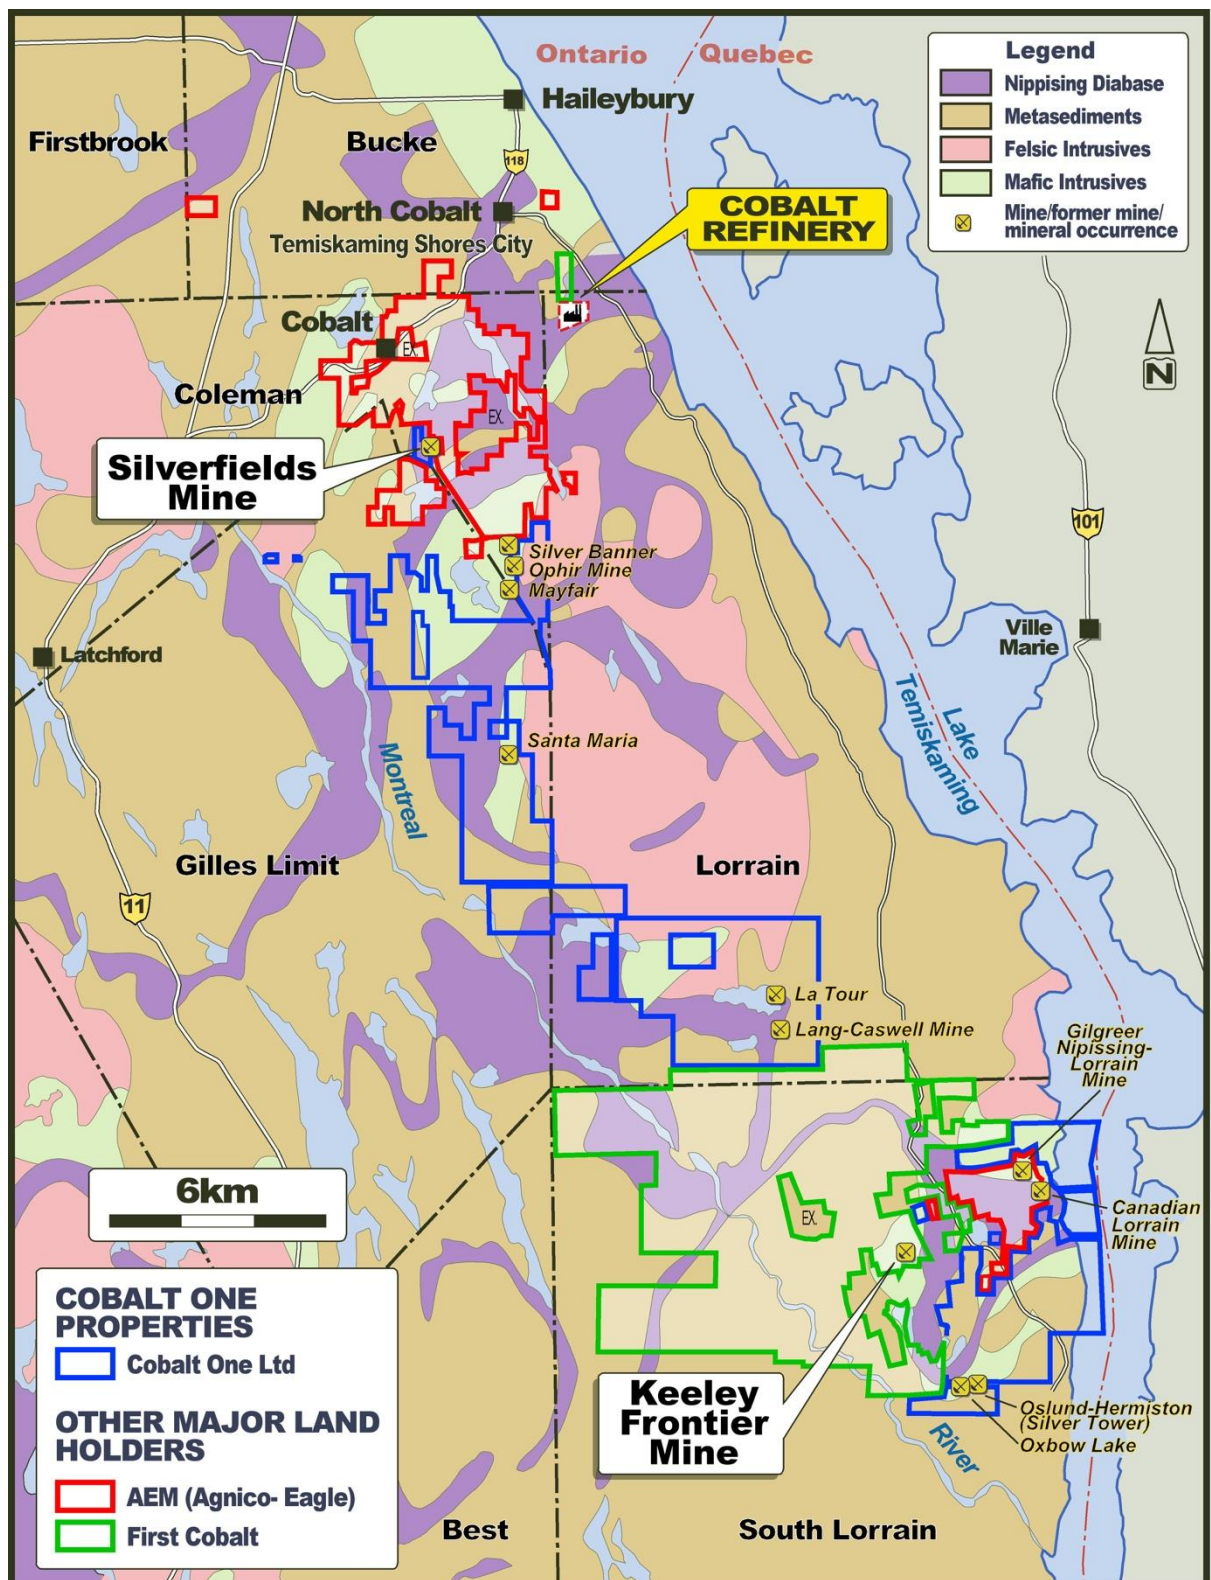 Ontario
Quebec
Legend
Nippising Diabase
Metasediments
Felsic Intrusives
Mafic Intrusives
Mine/former mine/
mineral occurrence
Haileybury
Firstbrook
Bucke
118
COBALT
REFINERY
North Cobalt
Temiskaming Shores City
Cobalt
EX.
N
Coleman
EX.
Silverfields
Mine
101
Silver Banner
Ophir Mine
Mayfair
Latchford
Ville
Marie
Lake
Temiskaming
Santa Maria
Montreal
Gilles Limit
Lorrain
11
La Tour
Lang-Caswell Mine
Gilgreer
Nipissing-
Lorrain
Mine
6km
EX.
Canadian
Lorrain
Mine
COBALT ONE
PROPERTIES
Cobalt One Ltd
OTHER MAJOR LAND
HOLDERS
AEM (Agnico- Eagle)
First Cobalt
Keeley
Frontier
Mine
Oslund-Hermiston
(Silver Tower)
Oxbow Lake
River
Best
South Lorrain